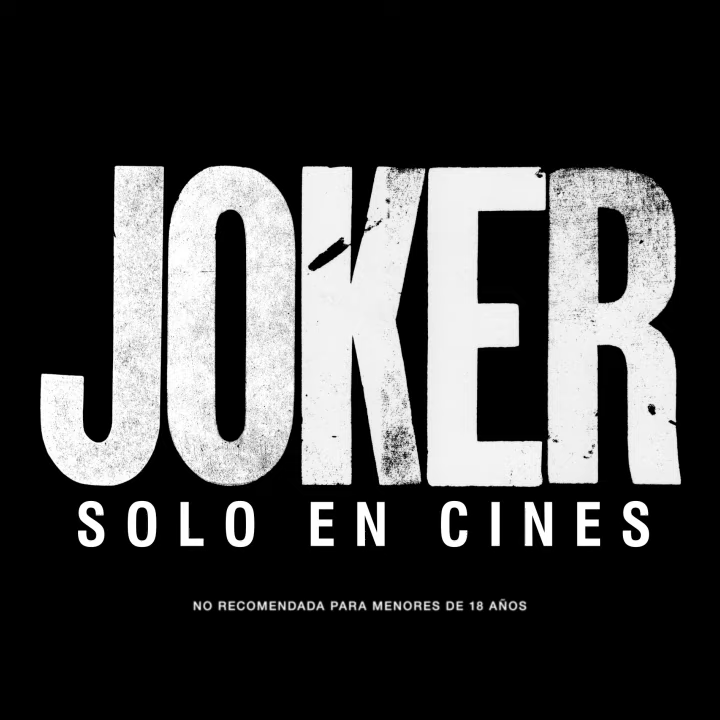 JOKER
SOLO EN CINES
NO RECOMENDADA PARA MENORES DE 18 AÑOS